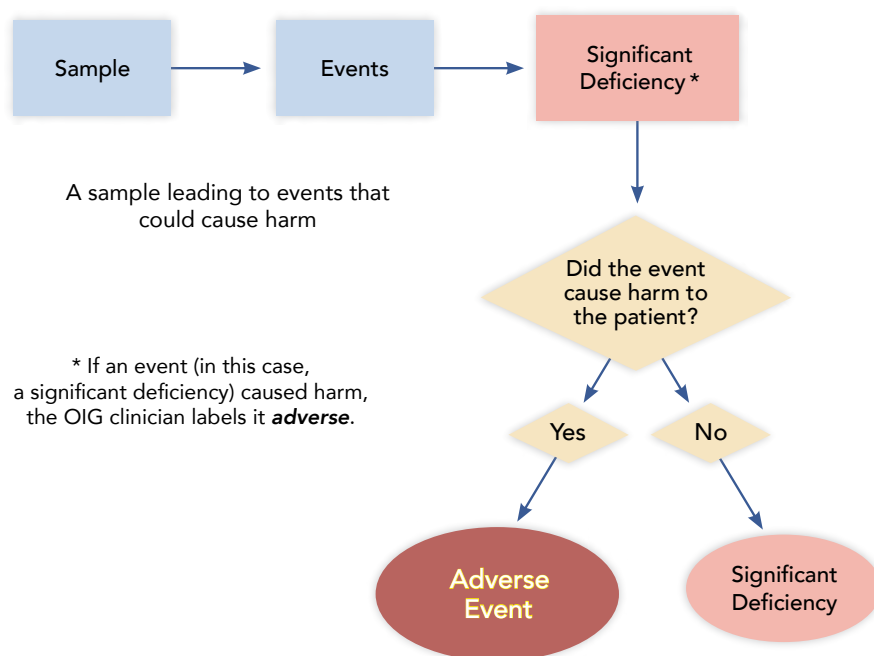 Sample
Events
Significant
Deficiency *
A sample leading to events that
could cause harm
Did the event
cause harm to
the patient?
* If an event (in this case,
a significant deficiency) caused harm,
the OIG clinician labels it adverse.
Yes
No
Adverse
Event
Significant
Deficiency